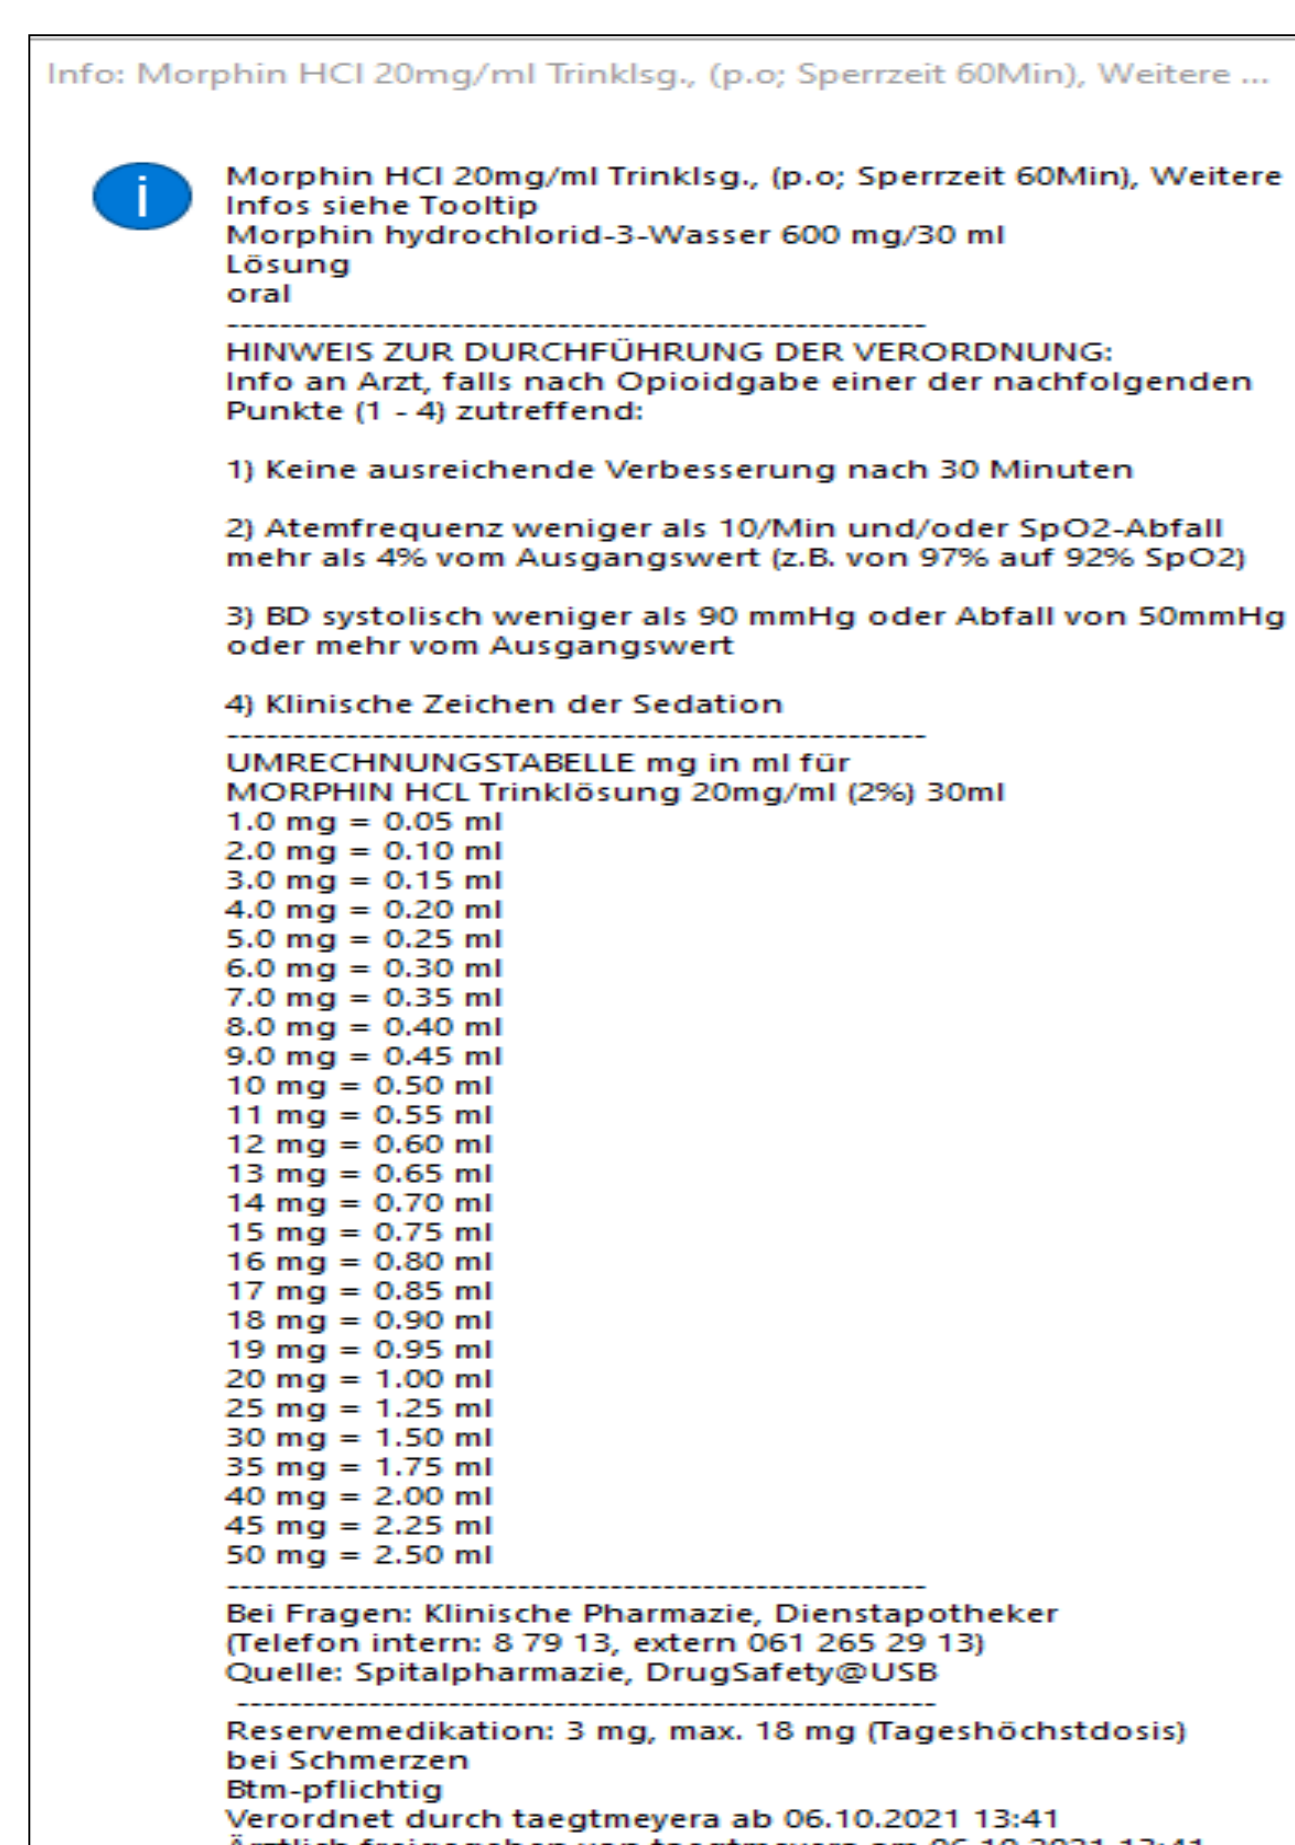 Info: Morphin HCl 20mg/ml Trinklsg., (p.o; Sperrzeit 60Min), Weitere ...
i
Morphin HCl 20mg/ml Trinklsg., (p.o; Sperrzeit 60Min), Weitere
Infos siehe Tooltip
Morphin hydrochlorid-3-Wasser 600 mg/30 ml
Lösung
oral
-----------------------------------------------------
HINWEIS ZUR DURCHFÜHRUNG DER VERORDNUNG:
Info an Arzt, falls nach Opioidgabe einer der nachfolgenden
Punkte (1 - 4) zutreffend:
1) Keine ausreichende Verbesserung nach 30 Minuten
2) Atemfrequenz weniger als 10/Min und/oder SpO2-Abfall
mehr als 4% vom Ausgangswert (z.B. von 97% auf 92% SpO2)
3) BD systolisch weniger als 90 mmHg oder Abfall von 50mmHg
oder mehr vom Ausgangswert
4) Klinische Zeichen der Sedation
-----------------------------------------------------
UMRECHNUNGSTABELLE mg in ml für
MORPHIN HCL Trinklösung 20mg/ml (2%) 30ml
1.0 mg = 0.05 ml
2.0 mg = 0.10 ml
3.0 mg = 0.15 ml
4.0 mg = 0.20 ml
5.0 mg = 0.25 ml
6.0 mg = 0.30 ml
7.0 mg = 0.35 ml
8.0 mg = 0.40 ml
9.0 mg = 0.45 ml
10 mg = 0.50 ml
11 mg = 0.55 ml
12 mg = 0.60 ml
13 mg = 0.65 ml
14 mg = 0.70 ml
15 mg = 0.75 ml
16 mg = 0.80 ml
17 mg = 0.85 ml
18 mg = 0.90 ml
19 mg = 0.95 ml
20 mg = 1.00 ml
25 mg = 1.25 ml
30 mg = 1.50 ml
35 mg = 1.75 ml
40 mg = 2.00 ml
45 mg = 2.25 ml
50 mg = 2.50 ml
-----------------------------------------------------
Bei Fragen: Klinische Pharmazie, Dienstapotheker
(Telefon intern: 8 79 13, extern 061 265 29 13)
Quelle: Spitalpharmazie, DrugSafety@USB
-----------------------------------------------------
Reservemedikation: 3 mg, max. 18 mg (Tageshöchstdosis)
bei Schmerzen
Btm-pflichtig
Verordnet durch taegtmeyera ab 06.10.2021 13:41
Ärztlich freigegeben von taegtmeyera am 06.10.2021 13:41